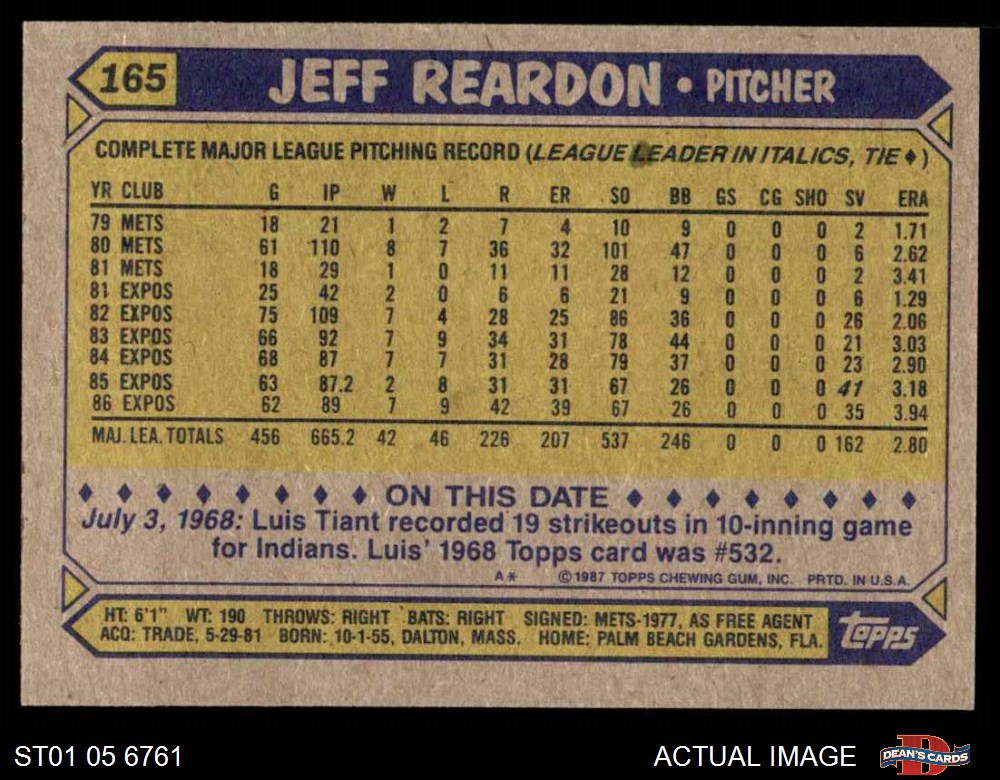 165 JEFF REARDON • PITCHER
COMPLETE MAJOR LEAGUE PITCHING RECORD (LEAGUE LEADER IN ITALICS, TIE ♦)
YR CLUB G IP W L R ER SO BB GS CG SHO SV ERA
79 METS 18 21 1 2 7 4 10 9 0 0 0 2 1.71
80 METS 61 110 8 7 36 32 101 47 0 0 0 6 2.62
81 METS 18 29 1 0 11 11 28 12 0 0 0 2 3.41
81 EXPOS 25 42 2 0 6 6 21 9 0 0 0 6 1.29
82 EXPOS 75 109 7 4 28 25 86 36 0 0 0 26 2.06
83 EXPOS 66 92 7 9 34 31 78 44 0 0 0 21 3.03
84 EXPOS 68 87 7 7 31 28 79 37 0 0 0 23 2.90
85 EXPOS 63 87.2 2 8 31 31 67 26 0 0 0 41 3.18
86 EXPOS 62 89 7 9 42 39 67 26 0 0 0 35 3.94
MAJ. LEA. TOTALS 456 665.2 42 46 226 207 537 246 0 0 0 162 2.80
♦ ♦ ♦ ♦ ♦ ♦ ♦ ♦ ON THIS DATE ♦ ♦ ♦ ♦ ♦ ♦ ♦ ♦
July 3, 1968: Luis Tiant recorded 19 strikeouts in 10-inning game
for Indians. Luis' 1968 Topps card was #532.
A* ©1987 TOPPS CHEWING GUM, INC. PRTD. IN U.S.A.
HT: 6'1" WT: 190 THROWS: RIGHT BATS: RIGHT SIGNED: METS-1977, AS FREE AGENT
ACQ: TRADE, 5-29-81 BORN: 10-1-55, DALTON, MASS. HOME: PALM BEACH GARDENS, FLA.
topps
ST01 05 6761 ACTUAL IMAGE DEAN'S CARDS